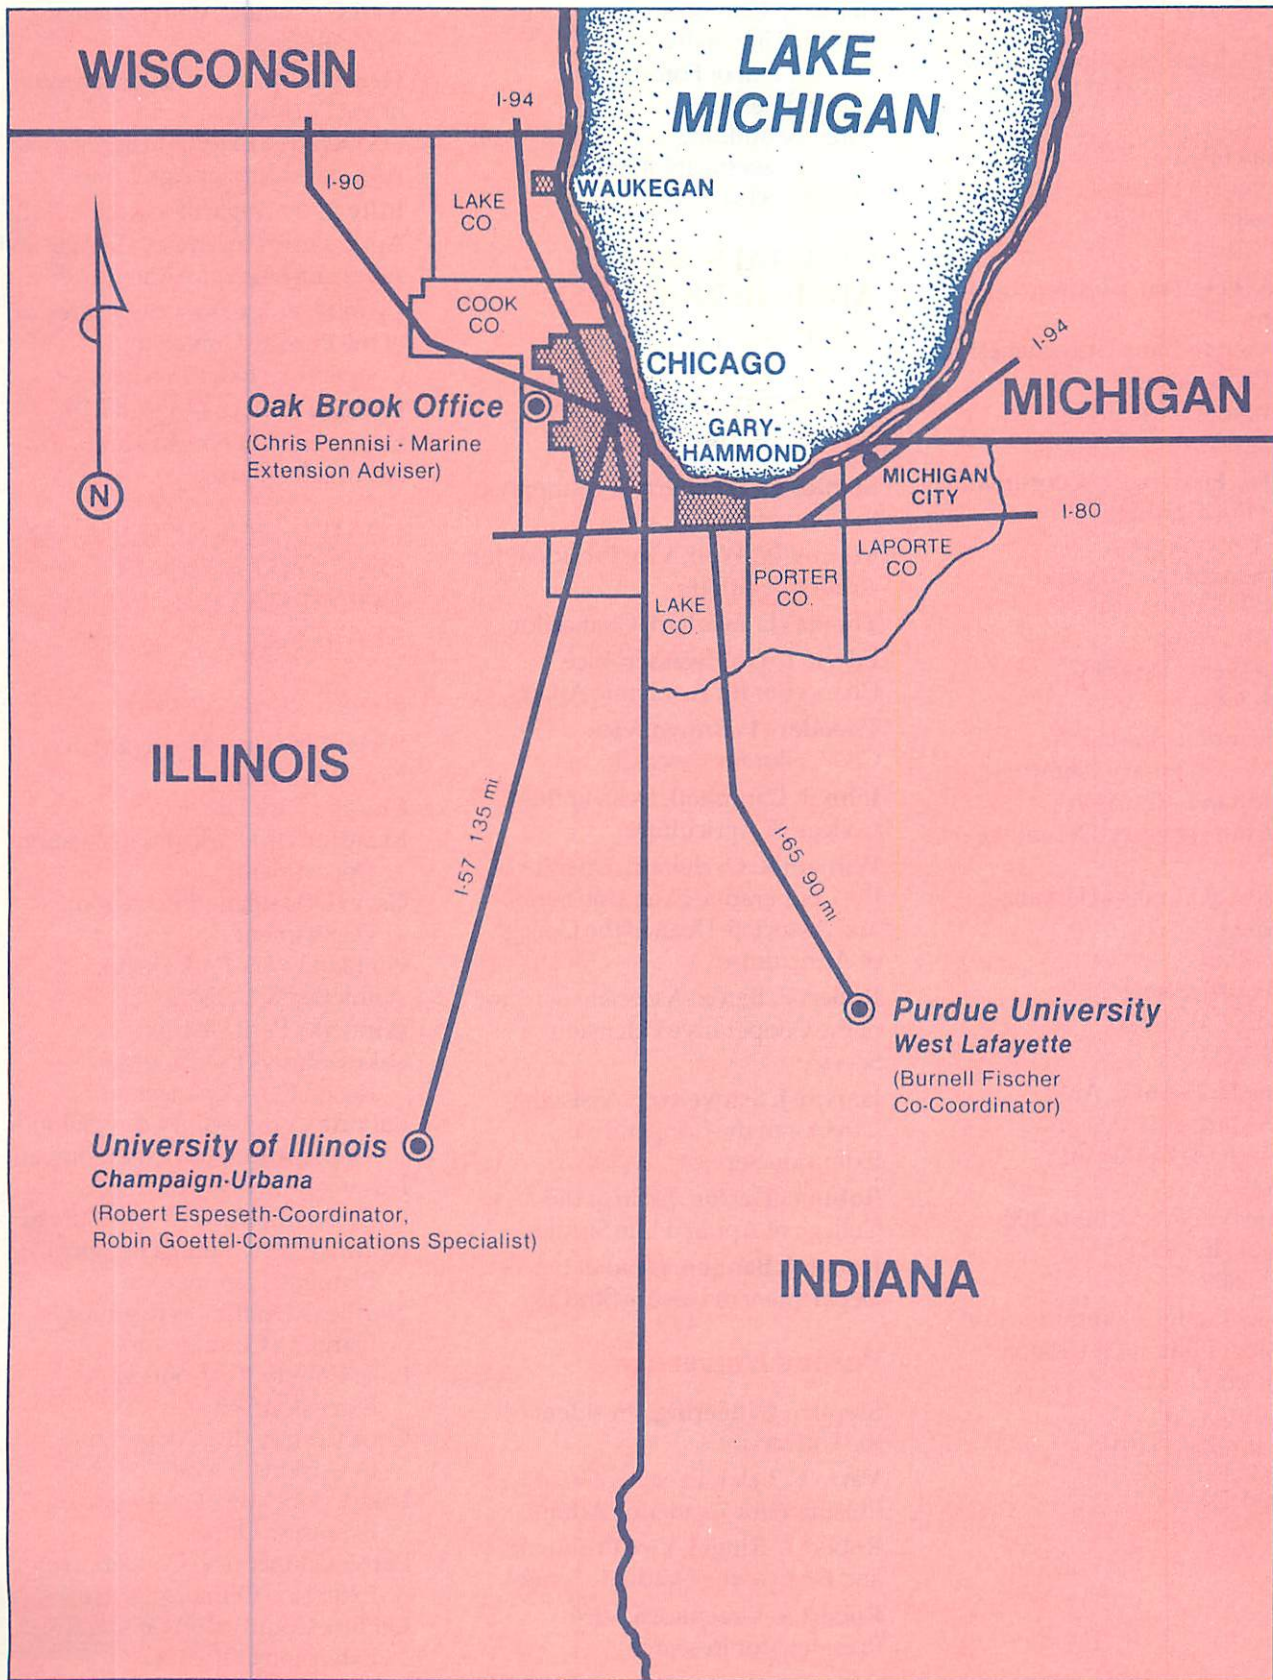 WISCONSIN
LAKE
MICHIGAN
I-94
I-90
WAUKEGAN
LAKE
CO
COOK
CO.
CHICAGO
I-94
MICHIGAN
Oak Brook Office
(Chris Pennisi - Marine
Extension Adviser)
GARY-
HAMMOND
MICHIGAN
CITY
N
I-80
LAPORTE
CO
PORTER
CO.
LAKE
CO.
ILLINOIS
I-57 135 mi
I-65 90 mi
Purdue University
West Lafayette
(Burnell Fischer
Co-Coordinator)
University of Illinois
Champaign-Urbana
(Robert Espeseth-Coordinator,
Robin Goettel-Communications Specialist)
INDIANA